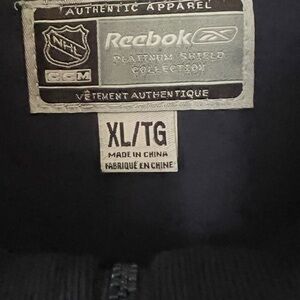 AUTHENTIC APPAREL
NHL
Reebok
PLATINUM SHIELD
COLLECTION
CCM
VÊTEMENT AUTHENTIQUE
XL/TG
MADE IN CHINA
FABRIQUÉ EN CHINE